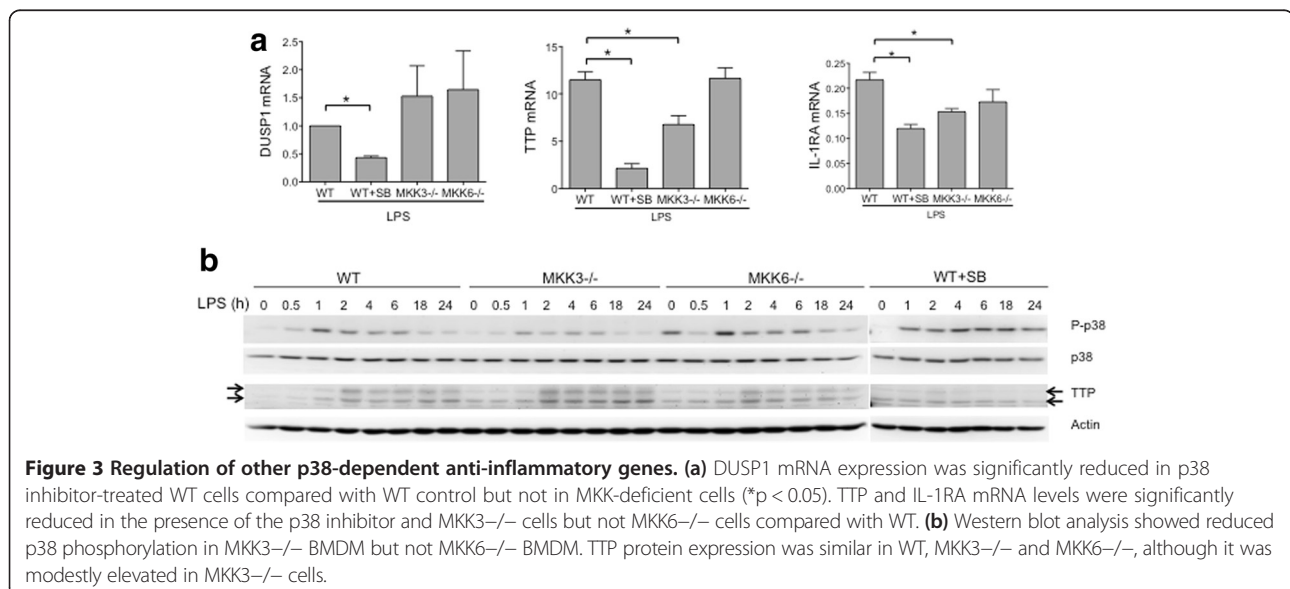 a
DUSP1 mRNA
2.5
2.0
1.5
1.0
0.5
0.0
*
WT WT+SB MKK3-/- MKK6-/-
LPS
TTP mRNA
15
10
5
0
*
*
WT WT+SB MKK3-/- MKK6-/-
LPS
IL-1RA mRNA
0.25
0.20
0.15
0.10
0.05
0.00
*
*
WT WT+SB MKK3-/- MKK6-/-
LPS
b
WT MKK3-/- MKK6-/- WT+SB
LPS (h) 0 0.5 1 2 4 6 18 24 0 0.5 1 2 4 6 18 24 0 0.5 1 2 4 6 18 24 0 1 2 4 6 18 24
P-p38
p38
TTP
Actin
Figure 3 Regulation of other p38-dependent anti-inflammatory genes. (a) DUSP1 mRNA expression was significantly reduced in p38
inhibitor-treated WT cells compared with WT control but not in MKK-deficient cells (*p < 0.05). TTP and IL-1RA mRNA levels were significantly
reduced in the presence of the p38 inhibitor and MKK3−/− cells but not MKK6−/− cells compared with WT. (b) Western blot analysis showed reduced
p38 phosphorylation in MKK3−/− BMDM but not MKK6−/− BMDM. TTP protein expression was similar in WT, MKK3−/− and MKK6−/−, although it was
modestly elevated in MKK3−/− cells.